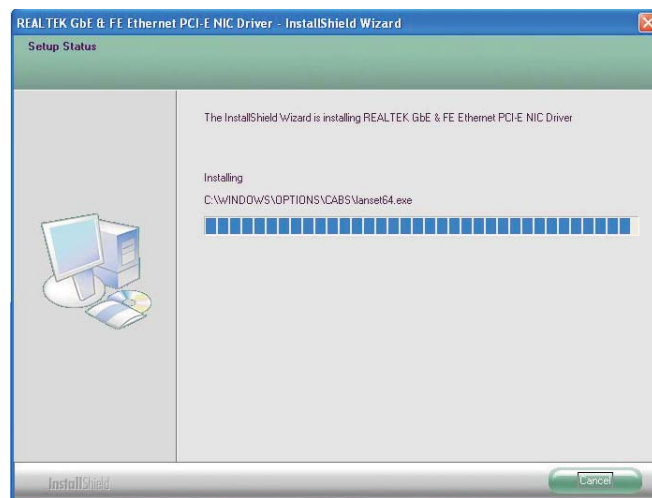 REALTEK GbE & FE Ethernet PCI-E NIC Driver - InstallShield Wizard
Setup Status
The InstallShield Wizard is installing REALTEK GbE & FE Ethernet PCI-E NIC Driver
Installing
C:\WINDOWS\OPTIONS\CABS\lanset64.exe
InstallShield
Cancel